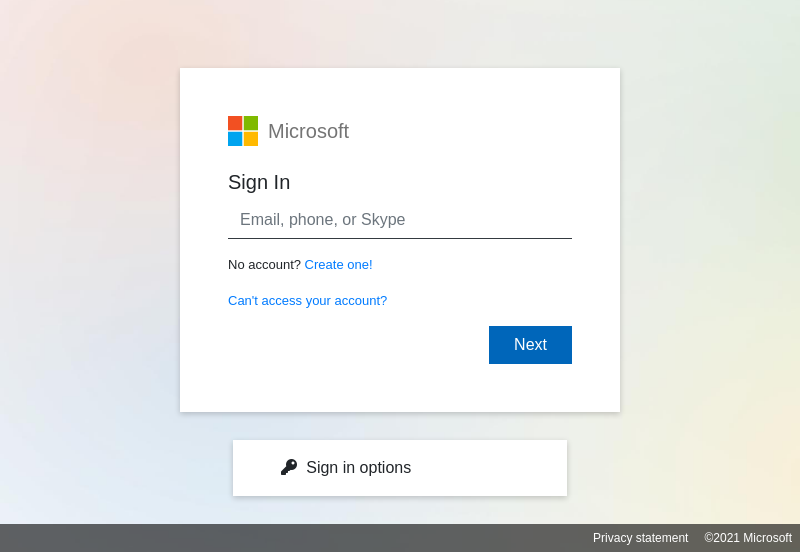 Microsoft
Sign In
Email, phone, or Skype
No account? Create one!
Can't access your account?
Next
Sign in options
Privacy statement ©2021 Microsoft